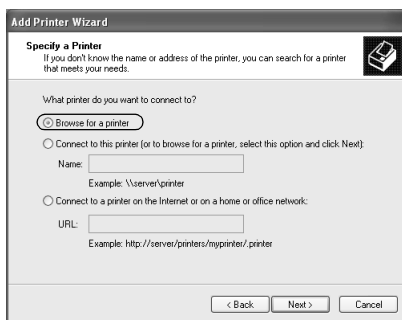 Add Printer Wizard
Specify a Printer
If you don't know the name or address of the printer, you can search for a printer
that meets your needs.
What printer do you want to connect to?
Browse for a printer
Connect to this printer (or to browse for a printer, select this option and click Next):
Name:
Example: \\server\printer
Connect to a printer on the Internet or on a home or office network:
URL:
Example: http://server/printers/myprinter/.printer
< Back
Next >
Cancel